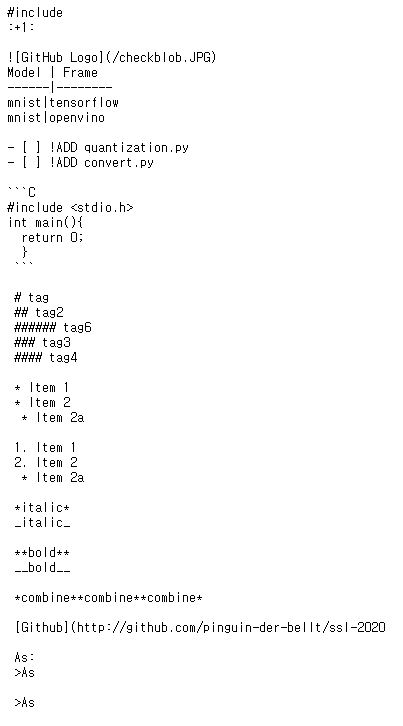 #include
:+1:

![GitHub Logo](/checkblob.JPG)
Model | Frame
------|--------
mnist|tensorflow
mnist|openvino

- [ ] !ADD quantization.py
- [ ] !ADD convert.py

```C
#include <stdio.h>
int main(){
  return 0;
  }
 ```

 # tag
 ## tag2
 ###### tag6
 ### tag3
 #### tag4

 * Item 1
 * Item 2
  * Item 2a

 1. Item 1
 2. Item 2
  * Item 2a

 *italic*
 _italic_

 **bold**
 __bold__

 *combine**combine**combine*

 [Github](http://github.com/pinguin-der-bellt/ssl-2020

 As:
 >As

 >As